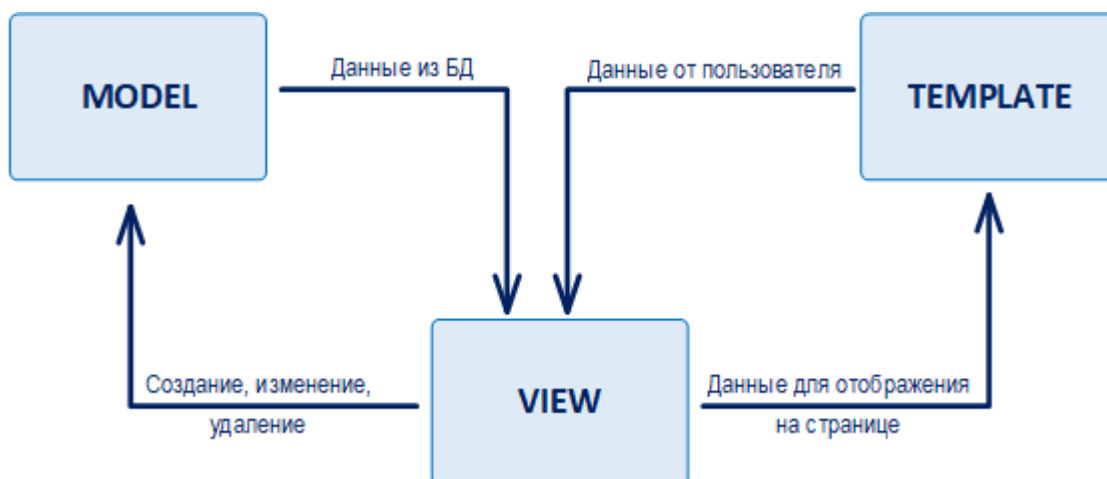 MODEL
Данные из БД
Данные от пользователя
TEMPLATE
Создание, изменение,
удаление
VIEW
Данные для отображения
на странице